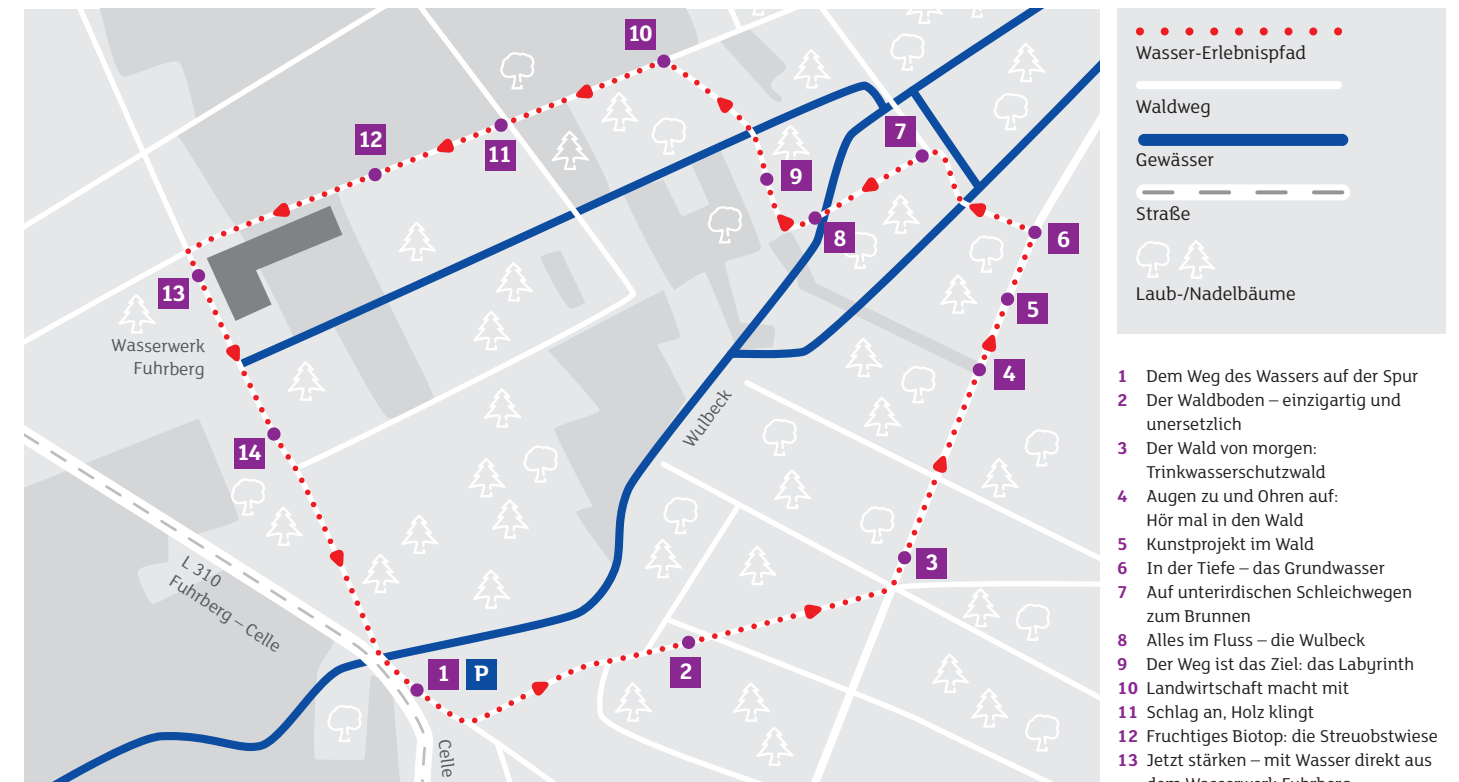 10
12
11
7
9
8
6
13
5
Wasserwerk
Fuhrberg
4
Wulbeck
14
L 310
Fuhrberg – Celle
3
1 P
2
Celle
Wasser-Erlebnispfad
Waldweg
Gewässer
Straße
Laub-/Nadelbäume
1 Dem Weg des Wassers auf der Spur
2 Der Waldboden – einzigartig und
unersetzlich
3 Der Wald von morgen:
Trinkwasserschutzwald
4 Augen zu und Ohren auf:
Hör mal in den Wald
5 Kunstprojekt im Wald
6 In der Tiefe – das Grundwasser
7 Auf unterirdischen Schleichwegen
zum Brunnen
8 Alles im Fluss – die Wulbeck
9 Der Weg ist das Ziel: das Labyrinth
10 Landwirtschaft macht mit
11 Schlag an, Holz klingt
12 Fruchtiges Biotop: die Streuobstwiese
13 Jetzt stärken – mit Wasser direkt aus
dem Wasserwerk Fuhrberg